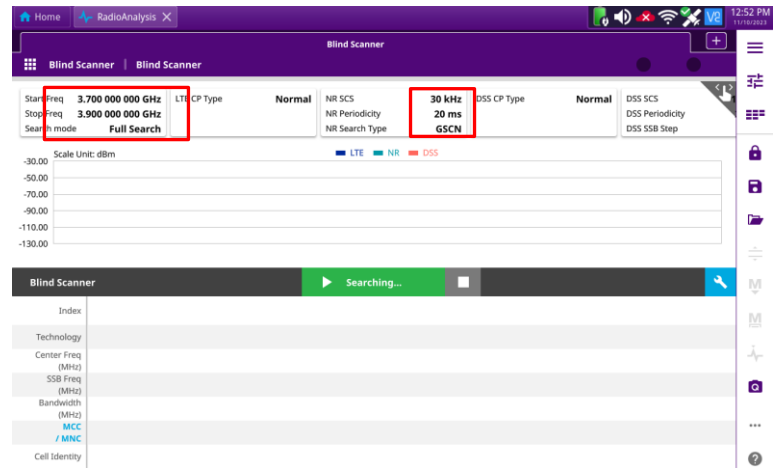 Home
RadioAnalysis
12:52 PM
11/10/2023
V2
Blind Scanner
Blind Scanner | Blind Scanner
Start Freq 3.700 000 000 GHz
Stop Freq 3.900 000 000 GHz
Search mode Full Search
LTE CP Type Normal
NR SCS 30 kHz
NR Periodicity 20 ms
NR Search Type GSCN
DSS CP Type Normal
DSS SCS
DSS Periodicity
DSS SSB Step
Scale Unit: dBm
LTE NR DSS
-30.00
-50.00
-70.00
-90.00
-110.00
-130.00
Blind Scanner
Searching...
Index
Technology
Center Freq
(MHz)
SSB Freq
(MHz)
Bandwidth
(MHz)
MCC
/ MNC
Cell Identity
M
M